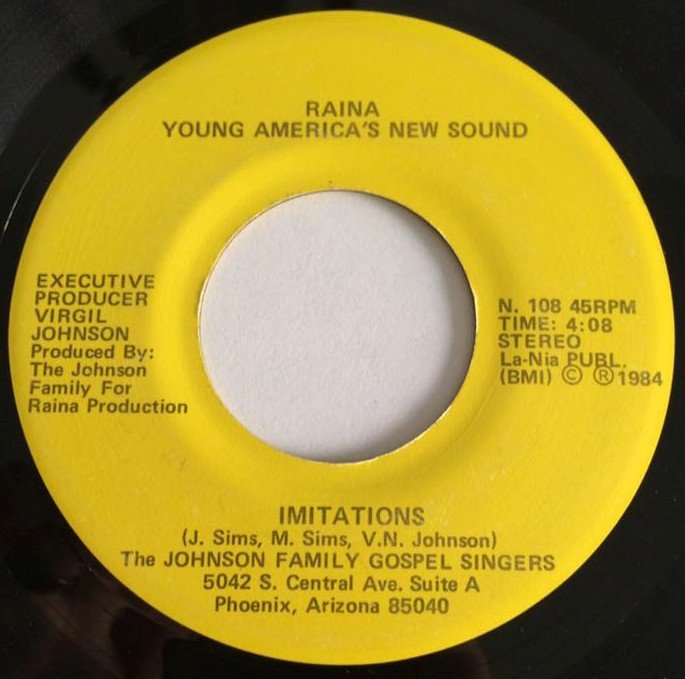 RAINA
YOUNG AMERICA'S NEW SOUND
EXECUTIVE
PRODUCER
VIRGIL
JOHNSON
Produced By:
The Johnson
Family For
Raina Production
N. 108 45RPM
TIME: 4:08
STEREO
La-Nia PUBL.
(BMI) © ® 1984
IMITATIONS
(J. Sims, M. Sims, V.N. Johnson)
The JOHNSON FAMILY GOSPEL SINGERS
5042 S. Central Ave. Suite A
Phoenix, Arizona 85040